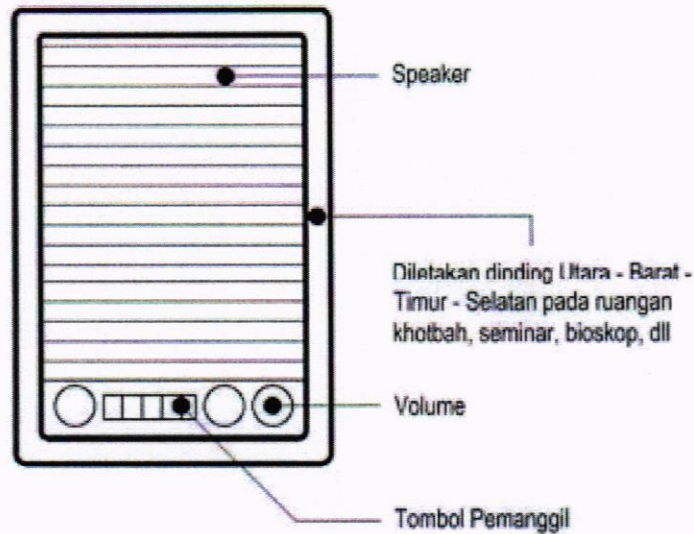 Speaker
Diletakan dinding Utara - Barat -
Timur - Selatan pada ruangan
khotbah, seminar, bioskop, dll
Volume
Tombol Pemanggil